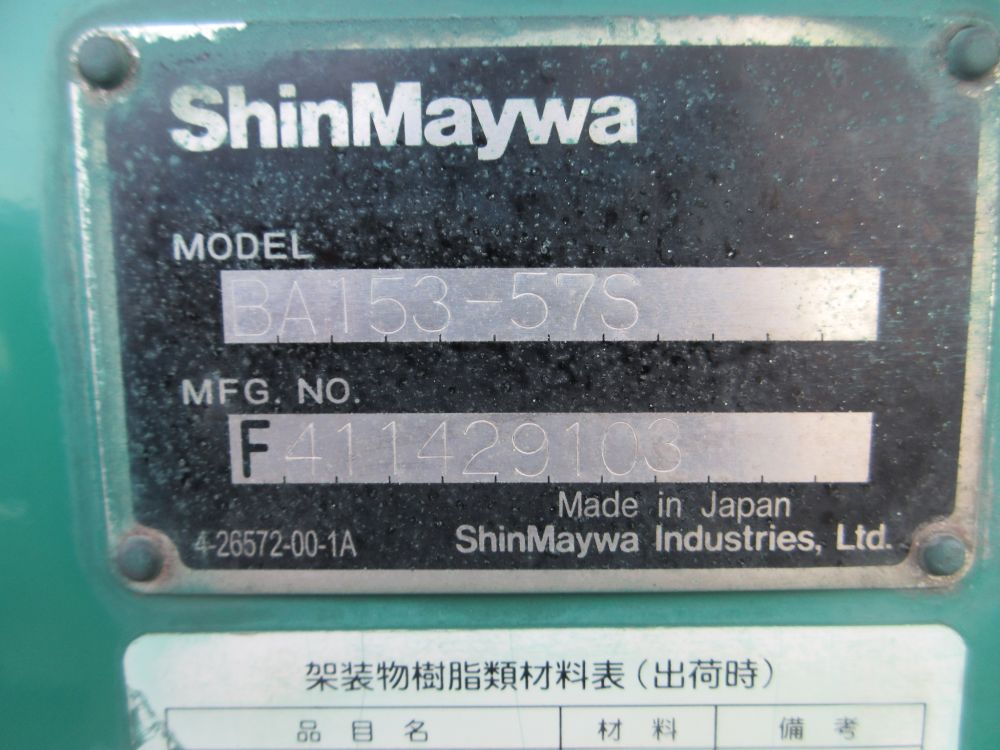 ShinMaywa
MODEL
BA153-57S
MFG. NO.
F411429103
Made in Japan
4-26572-00-1A
ShinMaywa Industries, Ltd.
架装物樹脂類材料表(出荷時)
品目名 材料 備考